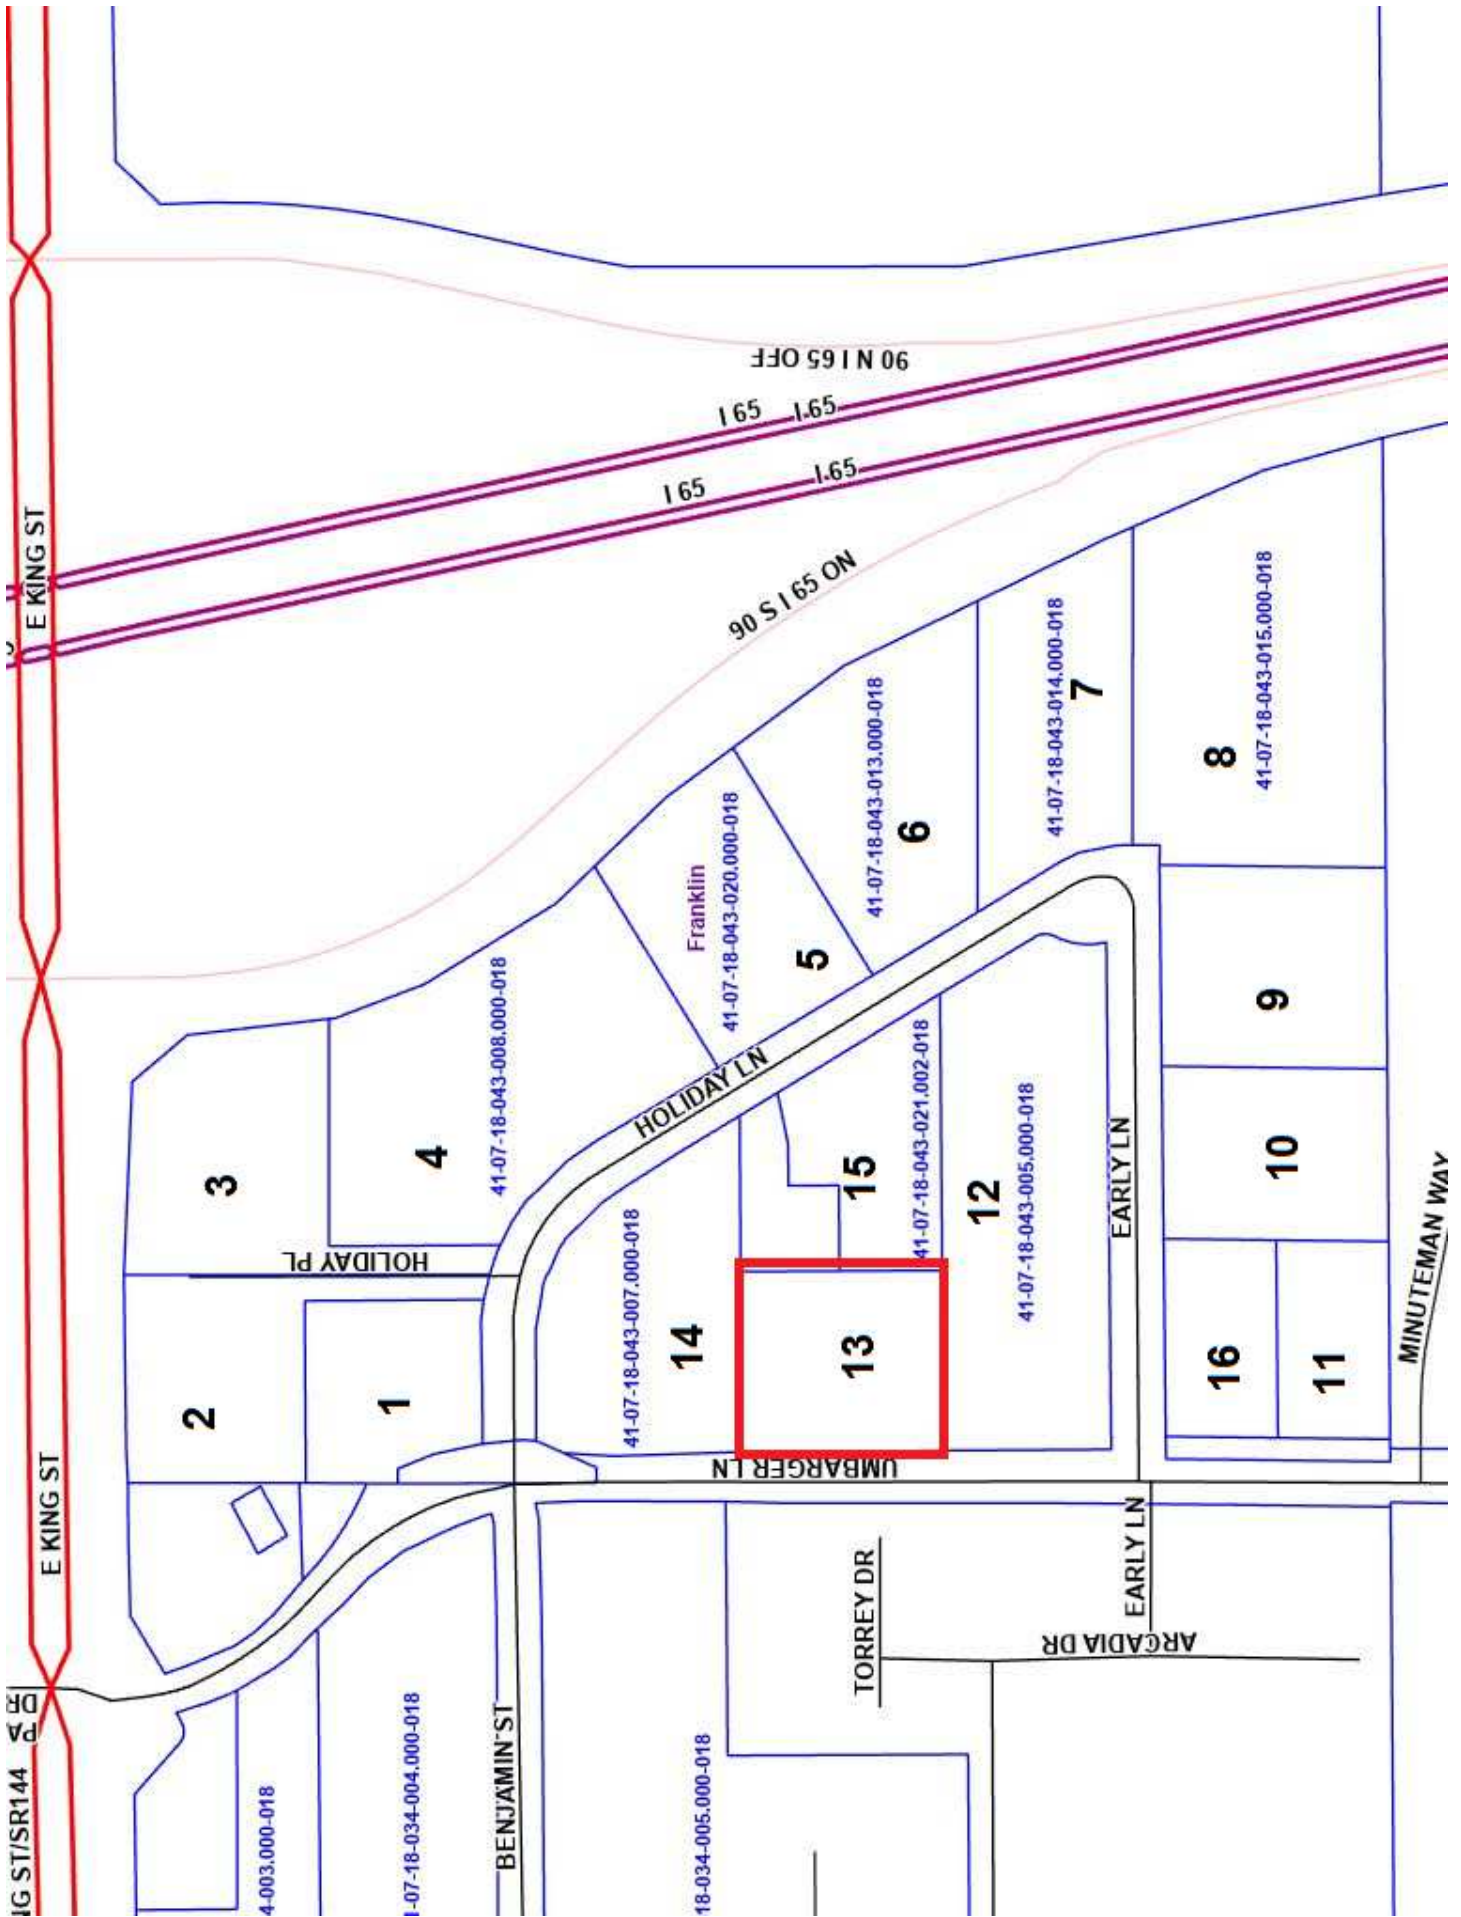 E KING ST
90 N I 65 OFF
I 65
I 65
I 65
I 65
90 S I 65 ON
41-07-18-043-015.000-018
8
41-07-18-043-014.000-018
7
41-07-18-043-013.000-018
6
Franklin
41-07-18-043-020.000-018
5
41-07-18-043-008.000-018
4
3
HOLIDAY LN
9
10
41-07-18-043-021.002-018
15
12
41-07-18-043-005.000-018
EARLY LN
HOLIDAY PL
41-07-18-043-007.000-018
14
13
2
1
16
11
MINUTEMAN WAY
UMBARGER LN
E KING ST
TORREY DR
EARLY LN
ARCADIA DR
BENJAMIN ST
PA
DR
NG ST/SR144
4-003.000-018
1-07-18-034-004.000-018
18-034-005.000-018